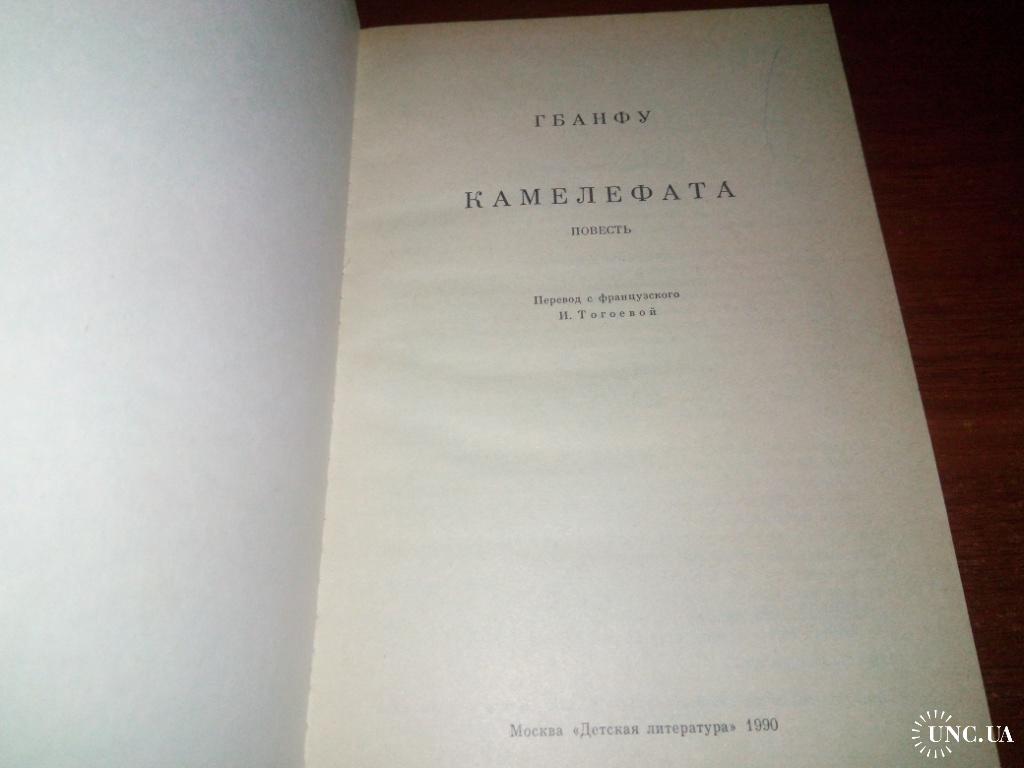 ГБАНФУ
КАМЕЛЕФАТА
ПОВЕСТЬ
Перевод с французского
И. Тогоевой
Москва «Детская литература» 1990
UNC.UA